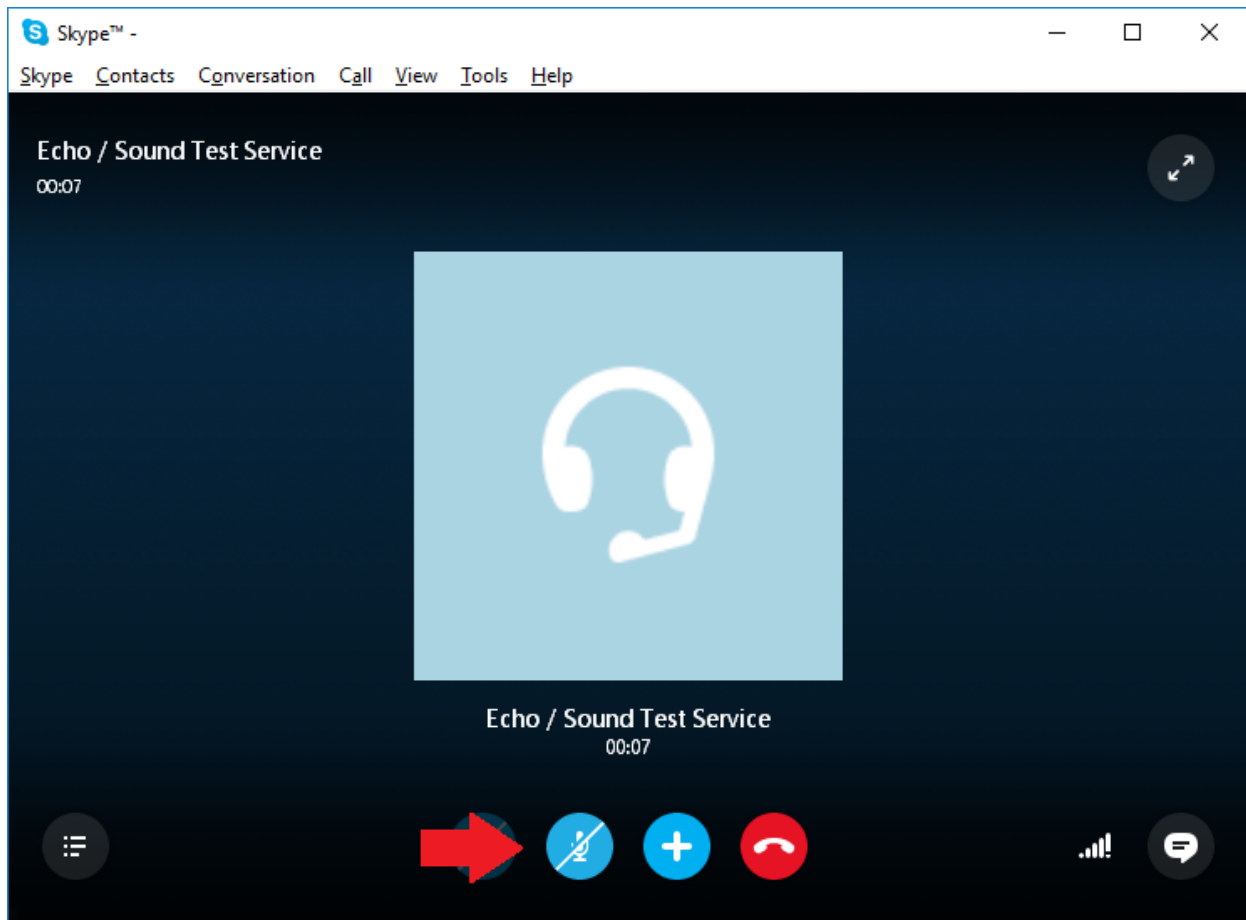 Skype™ -
Skype Contacts Conversation Call View Tools Help
Echo / Sound Test Service
00:07
Echo / Sound Test Service
00:07